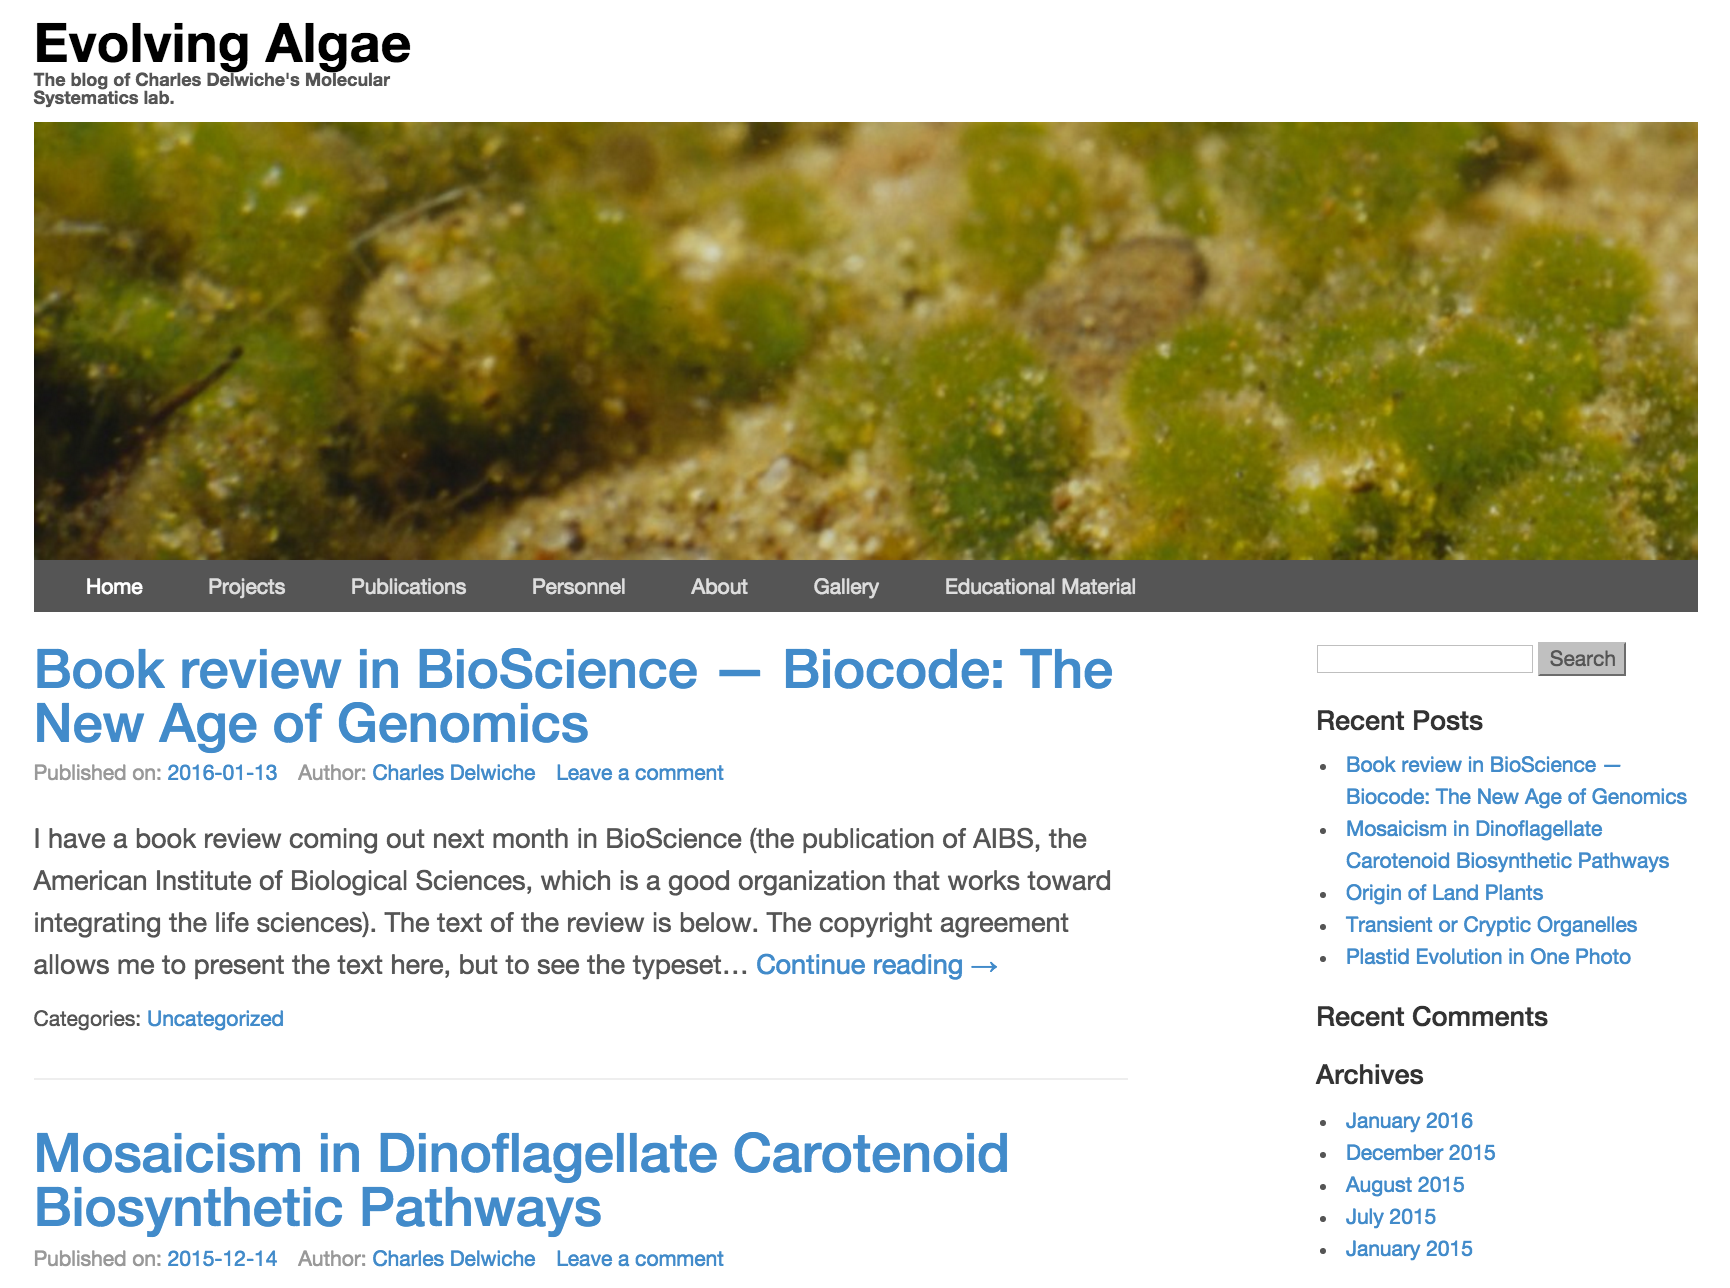 Evolving Algae
The blog of Charles Delwiche's Molecular
Systematics lab.
Home Projects Publications Personnel About Gallery Educational Material
Book review in BioScience — Biocode: The
New Age of Genomics
Published on: 2016-01-13 Author: Charles Delwiche Leave a comment
I have a book review coming out next month in BioScience (the publication of AIBS, the
American Institute of Biological Sciences, which is a good organization that works toward
integrating the life sciences). The text of the review is below. The copyright agreement
allows me to present the text here, but to see the typeset… Continue reading →
Categories: Uncategorized
Mosaicism in Dinoflagellate Carotenoid
Biosynthetic Pathways
Published on: 2015-12-14 Author: Charles Delwiche Leave a comment
Search
Recent Posts
Book review in BioScience —
Biocode: The New Age of Genomics
Mosaicism in Dinoflagellate
Carotenoid Biosynthetic Pathways
Origin of Land Plants
Transient or Cryptic Organelles
Plastid Evolution in One Photo
Recent Comments
Archives
January 2016
December 2015
August 2015
July 2015
January 2015